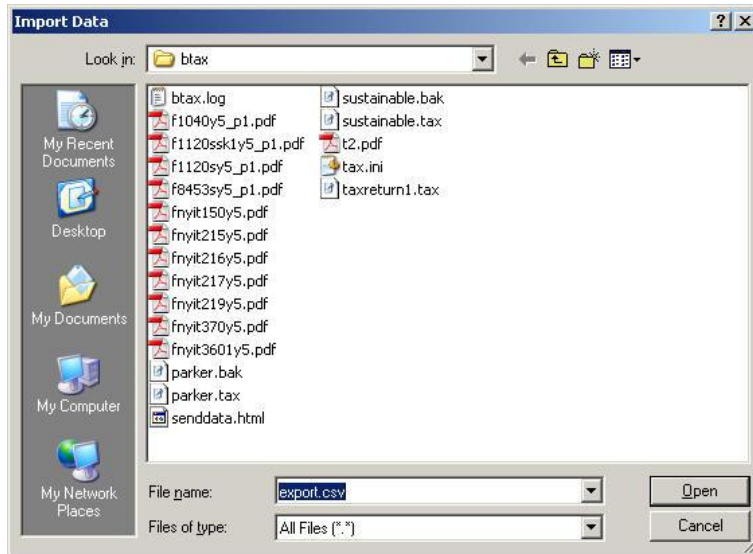 Import Data
Look in: btax
My Recent Documents
Desktop
My Documents
My Computer
My Network Places
btax.log
f1040y5_p1.pdf
f1120ssk1y5_p1.pdf
f1120sy5_p1.pdf
f8453sy5_p1.pdf
fnyit150y5.pdf
fnyit215y5.pdf
fnyit216y5.pdf
fnyit217y5.pdf
fnyit219y5.pdf
fnyit370y5.pdf
fnyit3601y5.pdf
parker.bak
parker.tax
senddata.html
sustainable.bak
sustainable.tax
t2.pdf
tax.ini
taxreturn1.tax
File name: export.csv Open
Files of type: All Files (*.*) Cancel